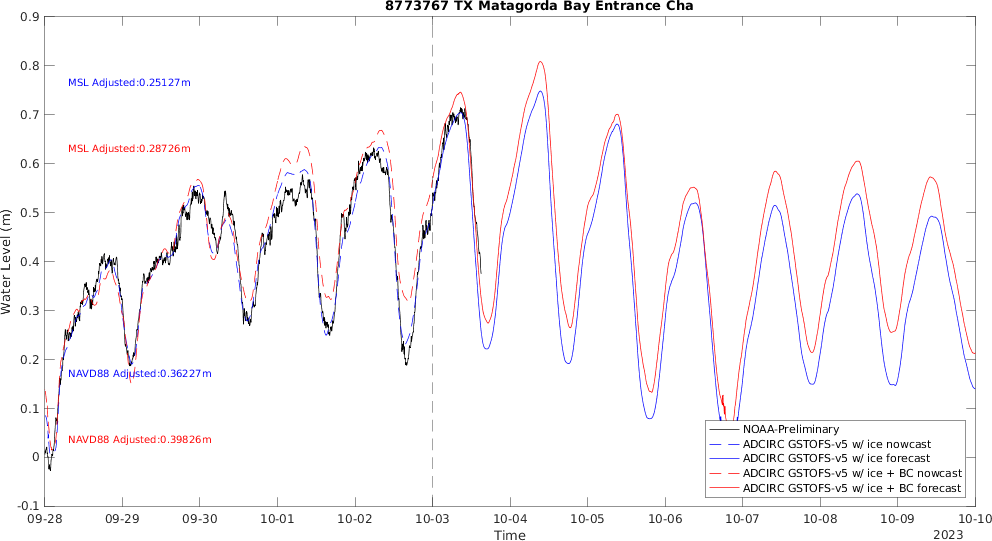 8773767 TX Matagorda Bay Entrance Cha
0.9
0.8
0.7
0.6
0.5
0.4
0.3
0.2
0.1
0
-0.1
Water Level (m)
MSL Adjusted:0.25127m
MSL Adjusted:0.28726m
NAVD88 Adjusted:0.36227m
NAVD88 Adjusted:0.39826m
NOAA-Preliminary
ADCIRC GSTOFS-v5 w/ ice nowcast
ADCIRC GSTOFS-v5 w/ ice forecast
ADCIRC GSTOFS-v5 w/ ice + BC nowcast
ADCIRC GSTOFS-v5 w/ ice + BC forecast
09-28 09-29 09-30 10-01 10-02 10-03 10-04 10-05 10-06 10-07 10-08 10-09 10-10
Time
2023